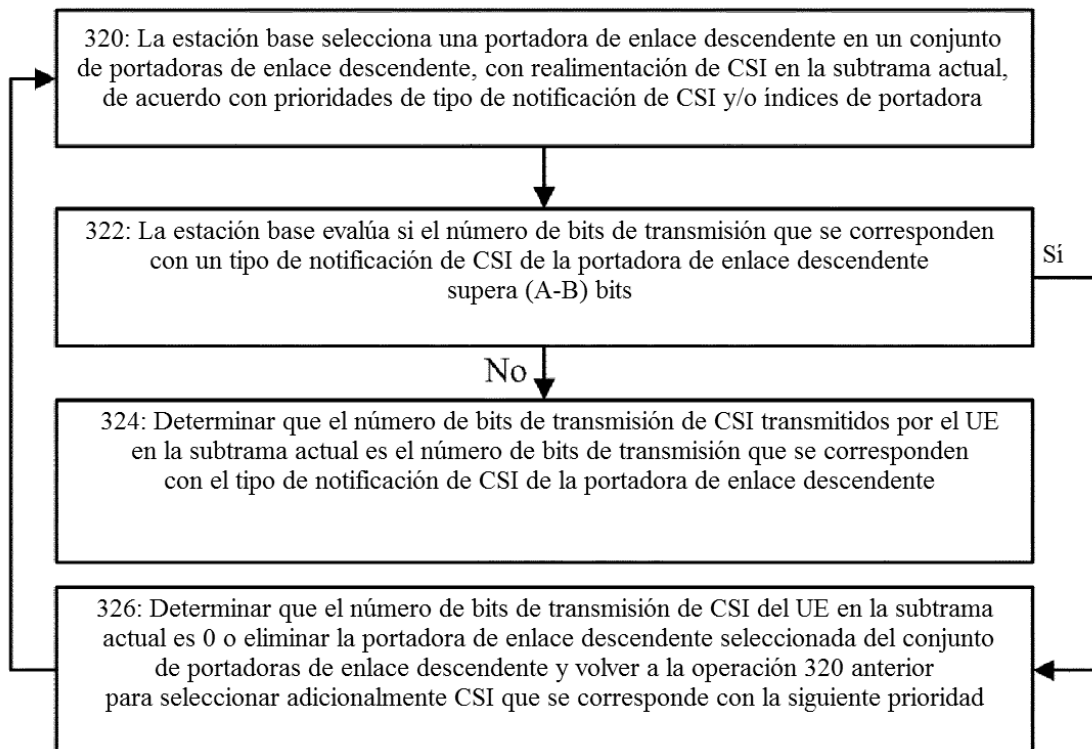 320: La estación base selecciona una portadora de enlace descendente en un conjunto
de portadoras de enlace descendente, con realimentación de CSI en la subtrama actual,
de acuerdo con prioridades de tipo de notificación de CSI y/o índices de portadora
322: La estación base evalúa si el número de bits de transmisión que se corresponden
con un tipo de notificación de CSI de la portadora de enlace descendente
supera (A-B) bits
Sí
No
324: Determinar que el número de bits de transmisión de CSI transmitidos por el UE
en la subtrama actual es el número de bits de transmisión que se corresponden
con el tipo de notificación de CSI de la portadora de enlace descendente
326: Determinar que el número de bits de transmisión de CSI del UE en la subtrama
actual es 0 o eliminar la portadora de enlace descendente seleccionada del conjunto
de portadoras de enlace descendente y volver a la operación 320 anterior
para seleccionar adicionalmente CSI que se corresponde con la siguiente prioridad